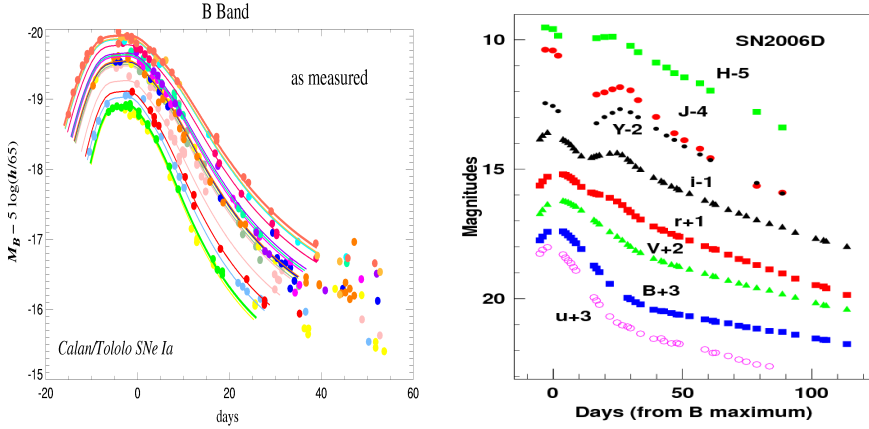 B Band
-20
-19
-18
-17
-16
-15
M_B − 5 log(h/65)
as measured
Calan/Tololo SNe Ia
-20 0 20 40 60
days
10
15
20
Magnitudes
SN2006D
H-5
J-4
Y-2
i-1
r+1
V+2
B+3
u+3
0 50 100
Days (from B maximum)